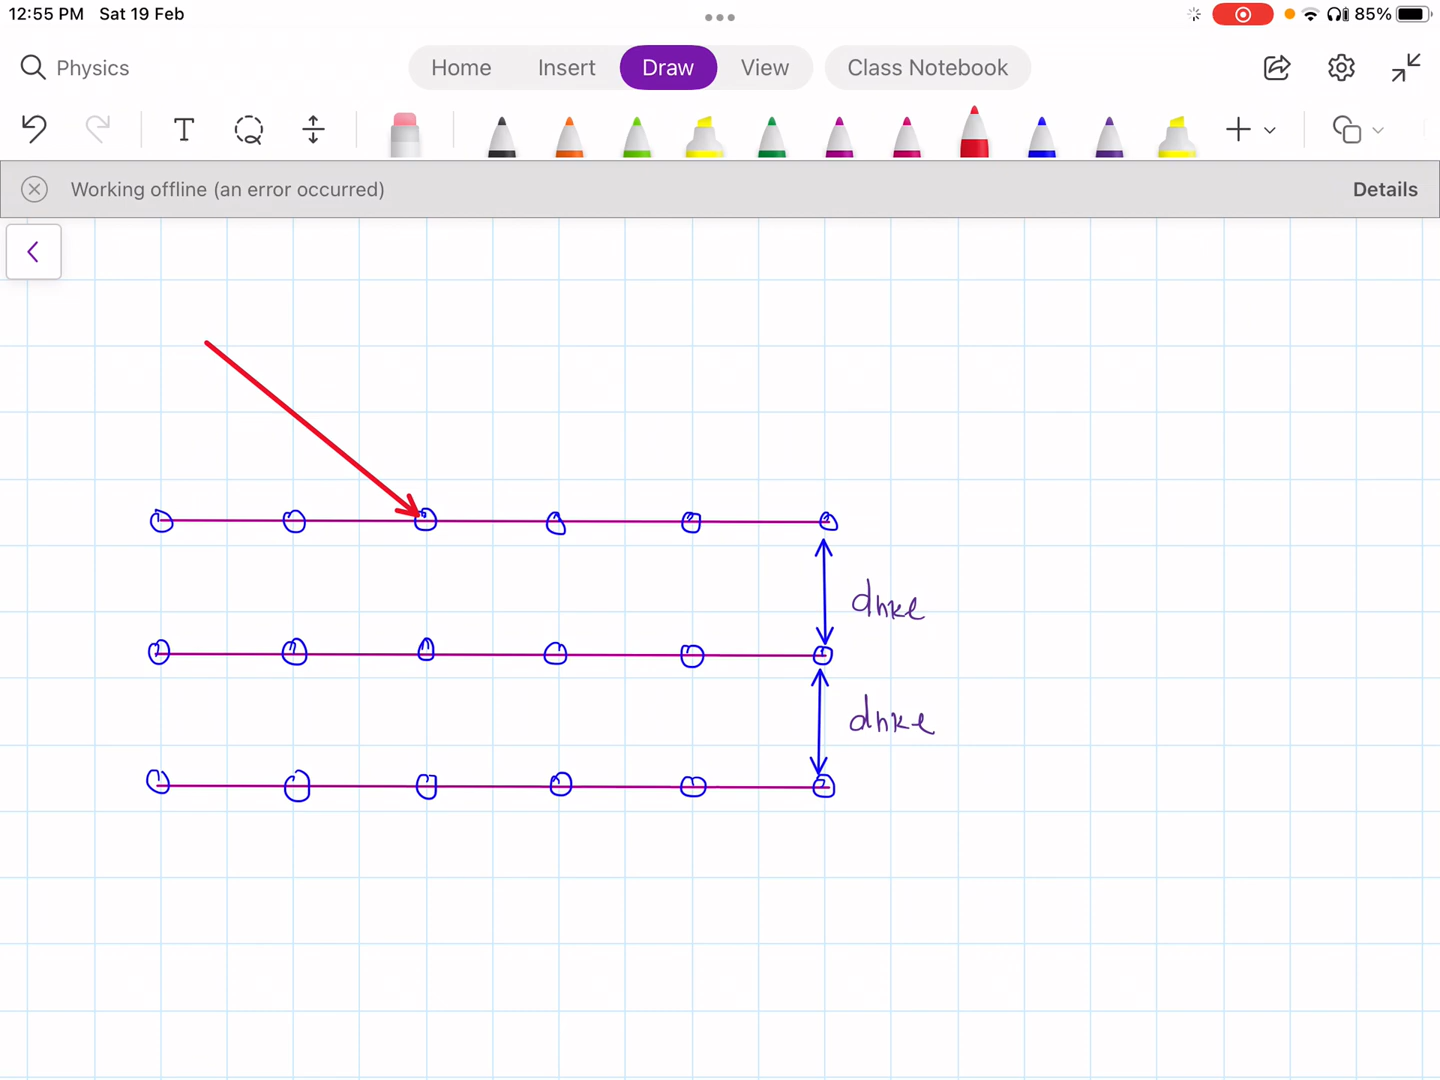 12:55 PM Sat 19 Feb
85%
Physics
Home Insert Draw View Class Notebook
T
Working offline (an error occurred) Details
dhkl
dhkl